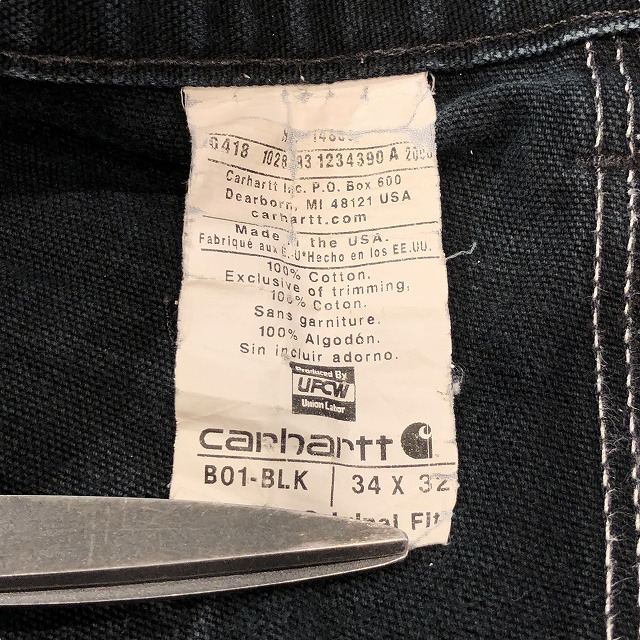 1028 93 1234390 A
Carhartt Inc. P.O. Box 600
Dearborn, MI 48121 USA
carhartt.com
Made in the USA.
Fabriqué aux E.-U*Hecho en los EE.UU.
100% Cotton.
Exclusive of trimming.
100% Coton.
Sans garniture.
100% Algodón.
Sin incluir adorno.
Produced By
UFCW
Union Labor
carhartt
B01-BLK | 34 X 32
Original Fit